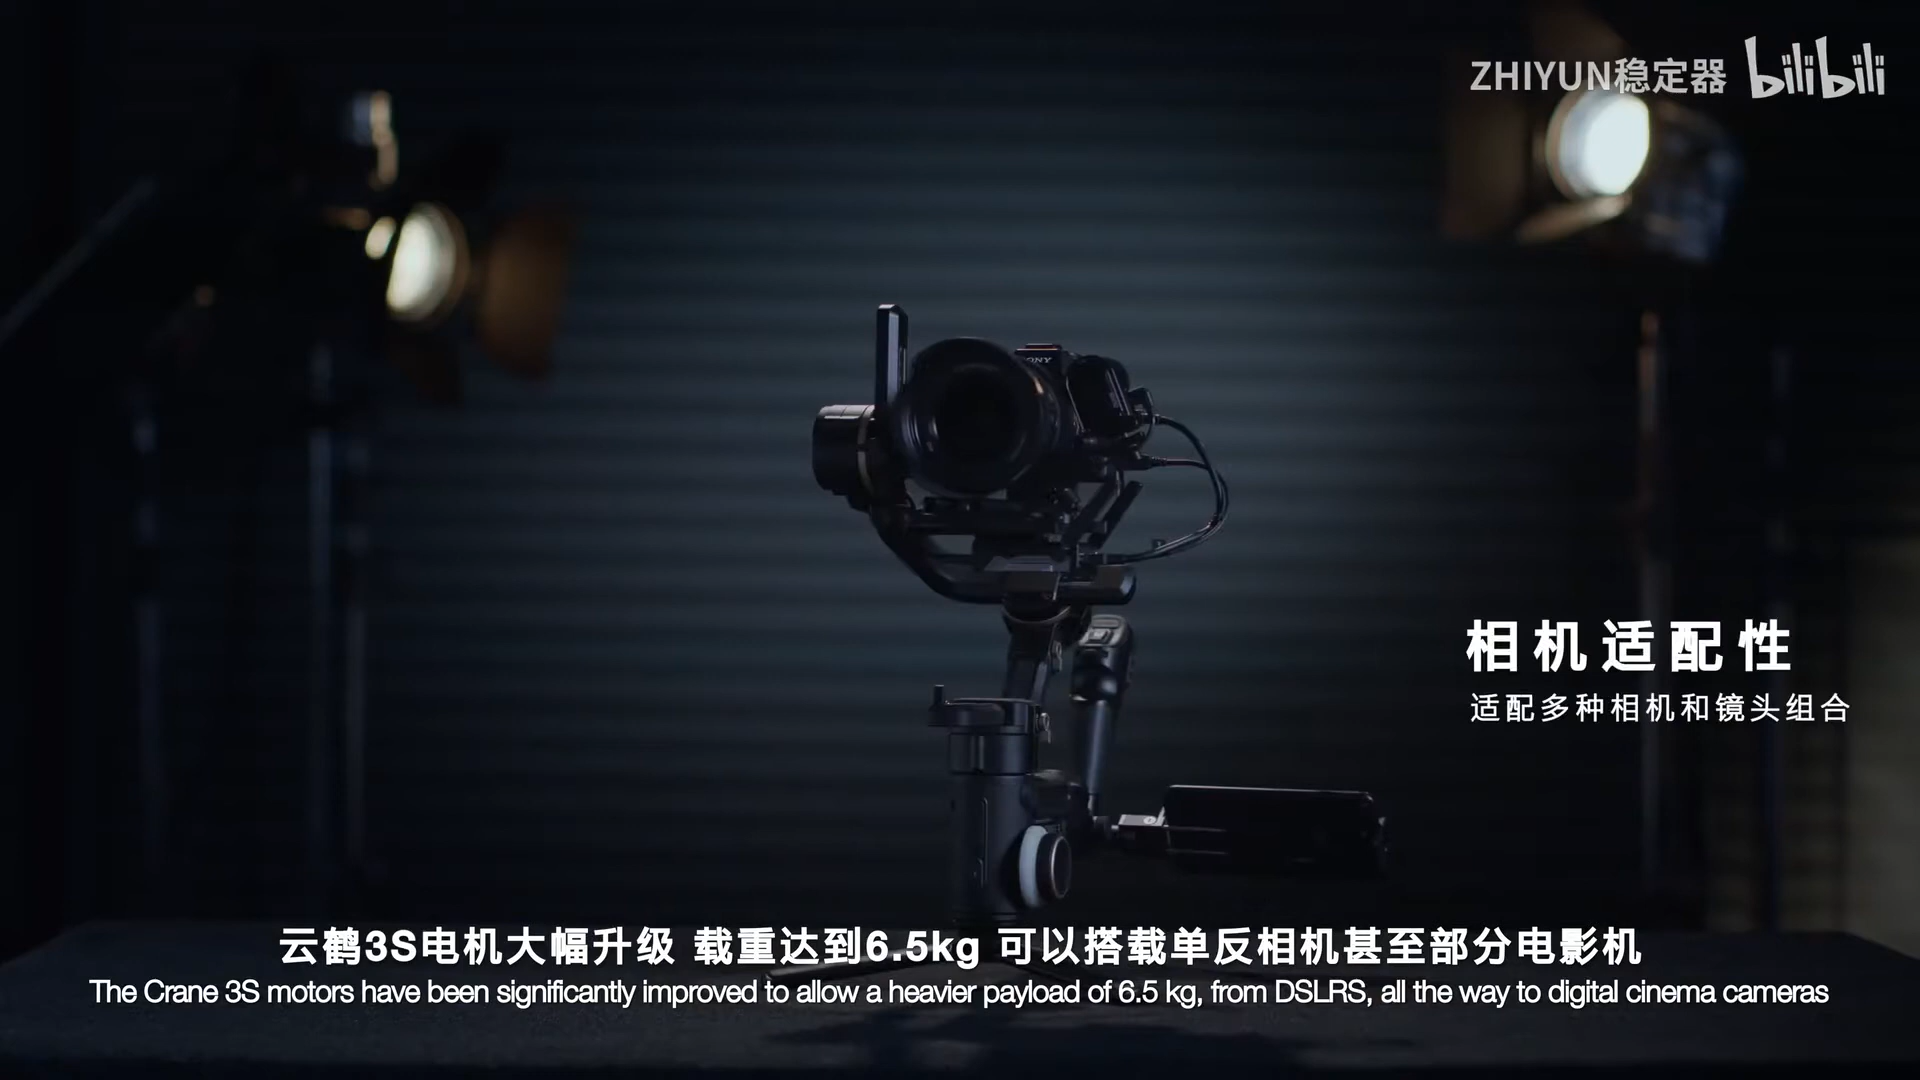 ZHIYUN稳定器 bilibili
SONY
相机适配性
适配多种相机和镜头组合
云鹤3S电机大幅升级 载重达到6.5kg 可以搭载单反相机甚至部分电影机
The Crane 3S motors have been significantly improved to allow a heavier payload of 6.5 kg, from DSLRS, all the way to digital cinema cameras